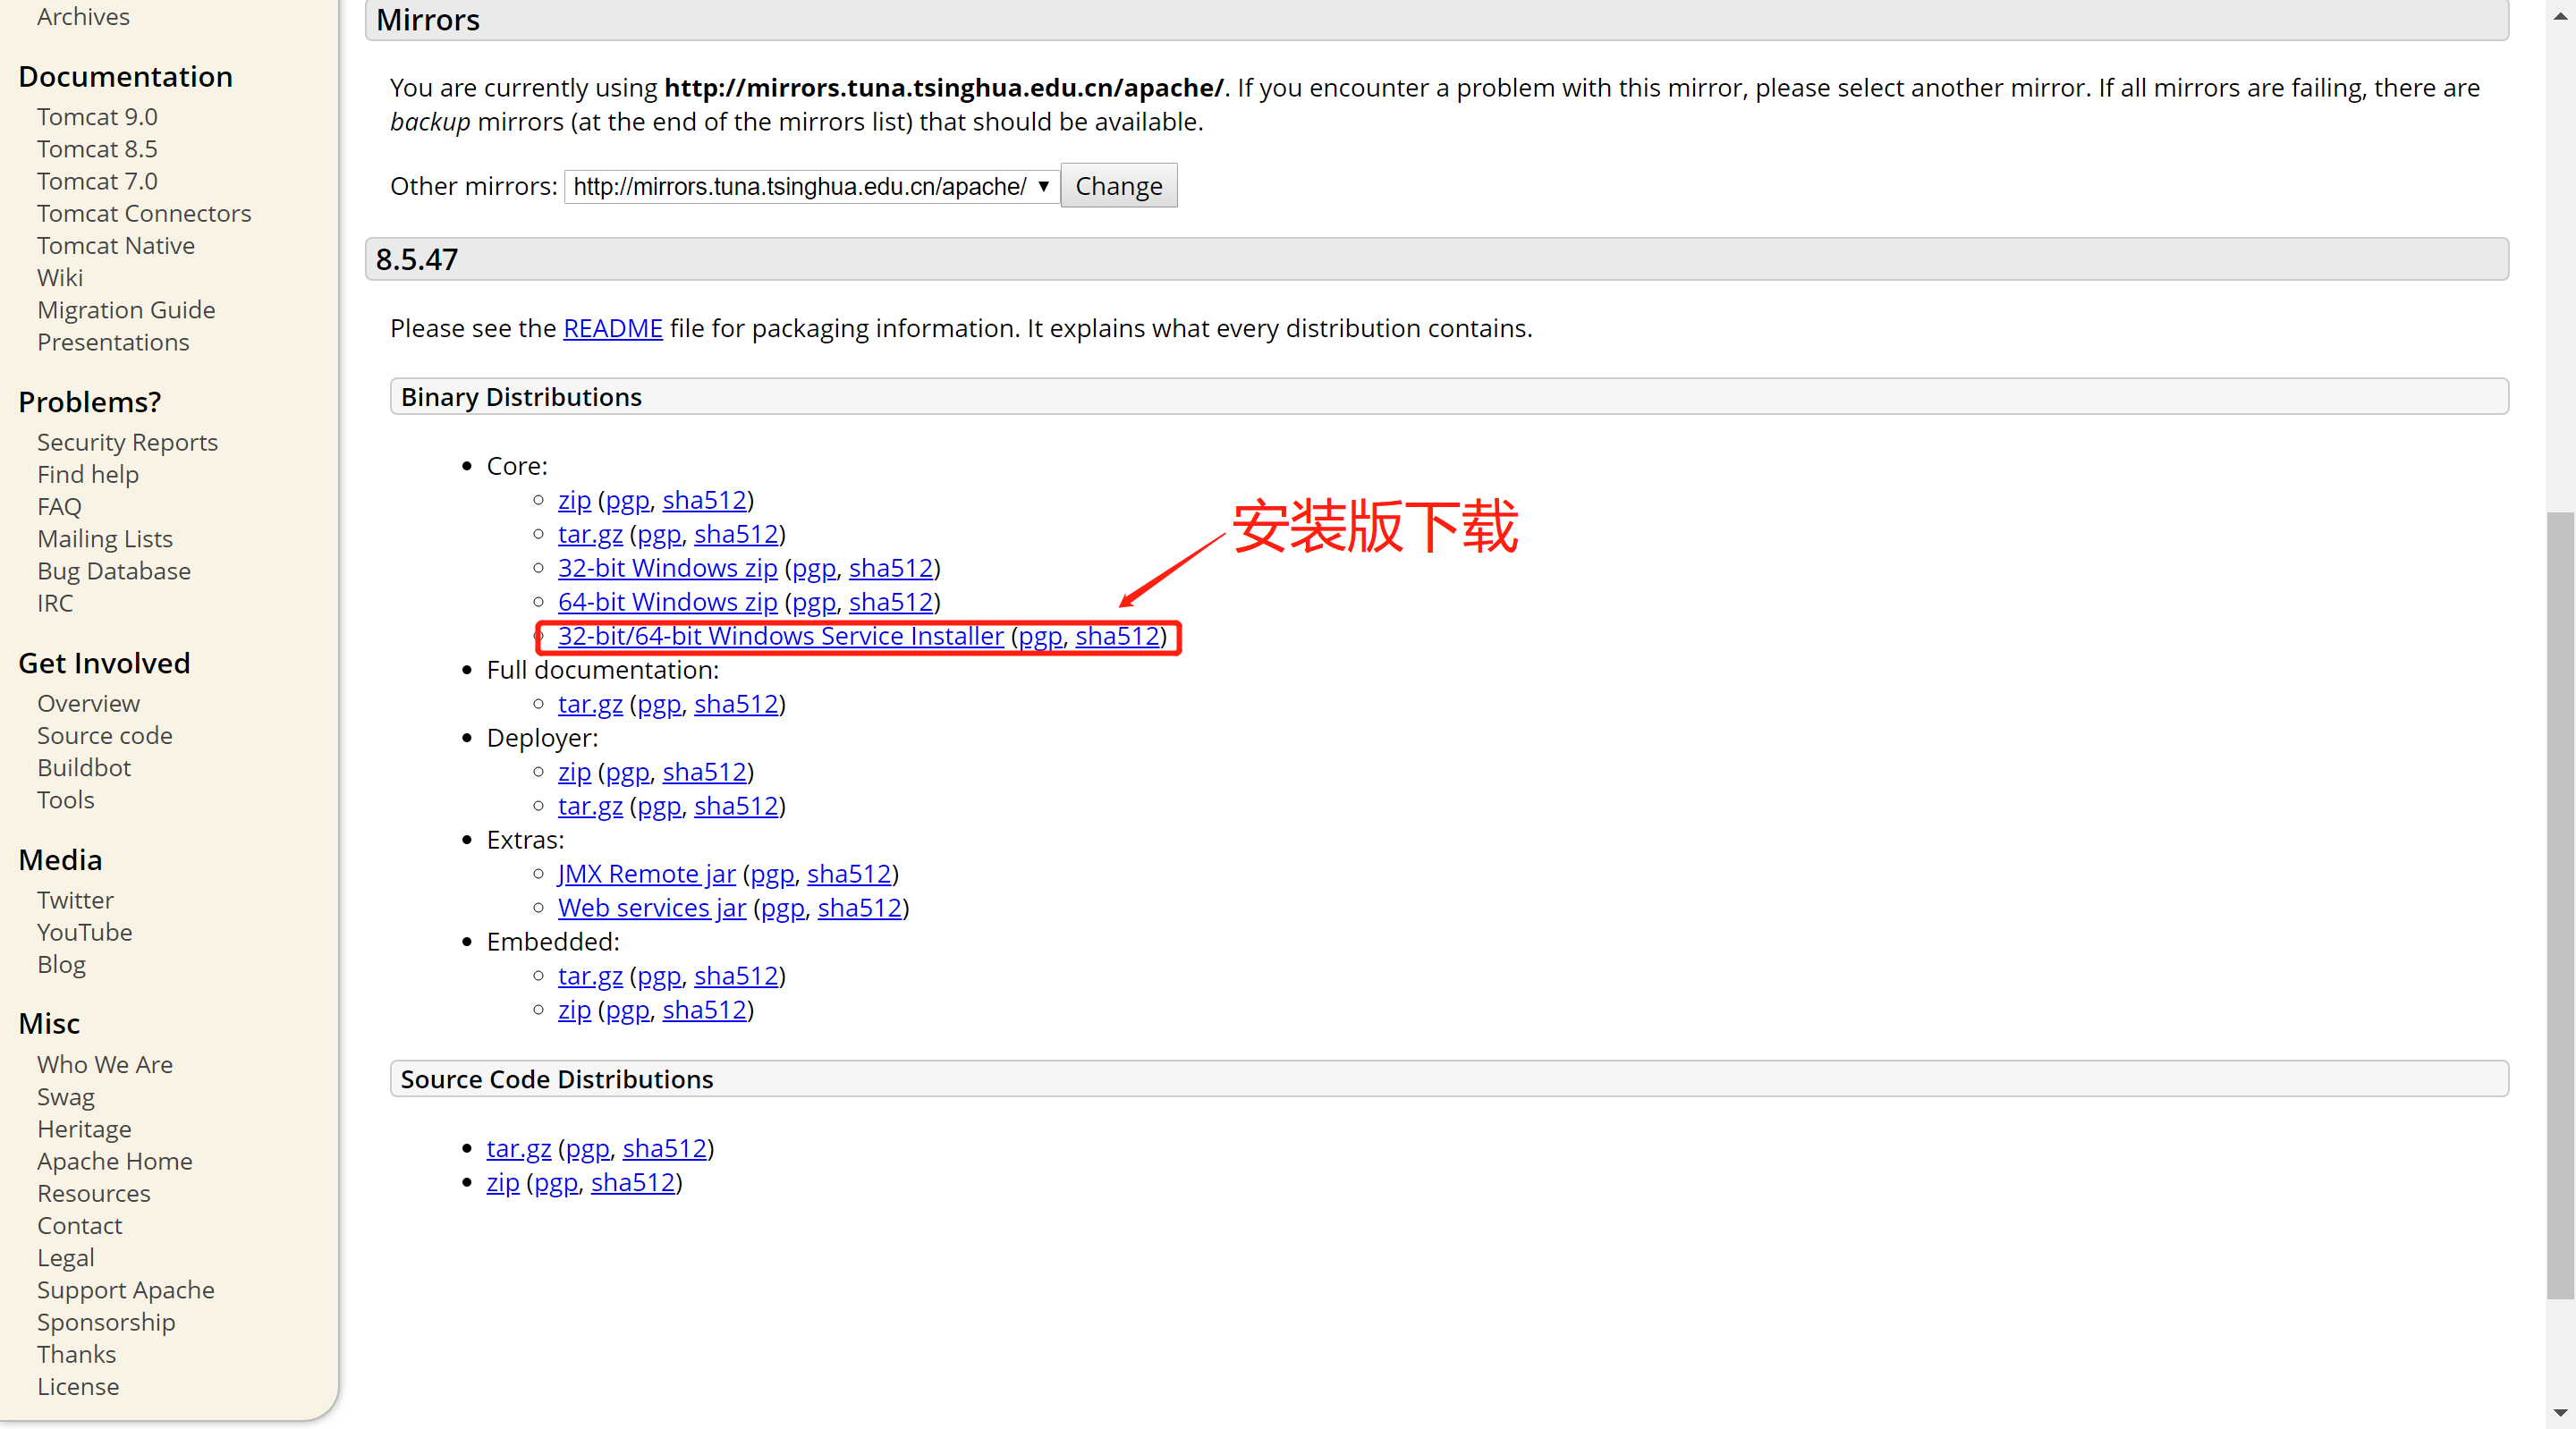 Archives
Documentation
Tomcat 9.0
Tomcat 8.5
Tomcat 7.0
Tomcat Connectors
Tomcat Native
Wiki
Migration Guide
Presentations
Problems?
Security Reports
Find help
FAQ
Mailing Lists
Bug Database
IRC
Get Involved
Overview
Source code
Buildbot
Tools
Media
Twitter
YouTube
Blog
Misc
Who We Are
Swag
Heritage
Apache Home
Resources
Contact
Legal
Support Apache
Sponsorship
Thanks
License
Mirrors
You are currently using http://mirrors.tuna.tsinghua.edu.cn/apache/. If you encounter a problem with this mirror, please select another mirror. If all mirrors are failing, there are
backup mirrors (at the end of the mirrors list) that should be available.
Other mirrors: http://mirrors.tuna.tsinghua.edu.cn/apache/ Change
8.5.47
Please see the README file for packaging information. It explains what every distribution contains.
Binary Distributions
Core:
zip (pgp, sha512)
tar.gz (pgp, sha512)
安装版下载
32-bit Windows zip (pgp, sha512)
64-bit Windows zip (pgp, sha512)
32-bit/64-bit Windows Service Installer (pgp, sha512)
Full documentation:
tar.gz (pgp, sha512)
Deployer:
zip (pgp, sha512)
tar.gz (pgp, sha512)
Extras:
JMX Remote jar (pgp, sha512)
Web services jar (pgp, sha512)
Embedded:
tar.gz (pgp, sha512)
zip (pgp, sha512)
Source Code Distributions
tar.gz (pgp, sha512)
zip (pgp, sha512)